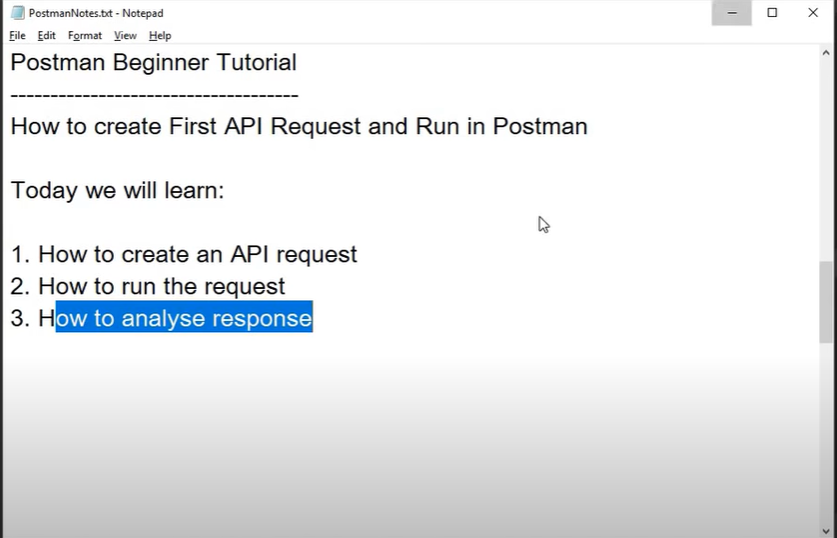 PostmanNotes.txt - Notepad
File Edit Format View Help
Postman Beginner Tutorial
------------------------------------
How to create First API Request and Run in Postman
Today we will learn:
1. How to create an API request
2. How to run the request
3. How to analyse response